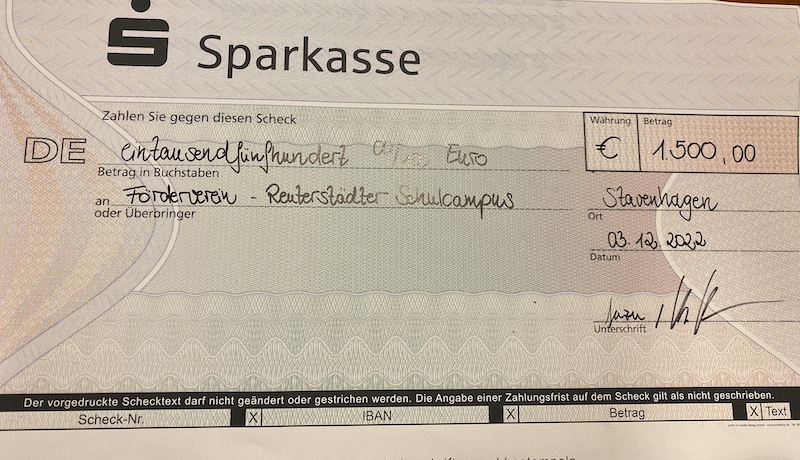 Sparkasse
Zahlen Sie gegen diesen Scheck
Währung
Betrag
DE
eintausendfünfhundert 00/100 Euro
€
1.500,00
Betrag in Buchstaben
an
Förderverein - Reuterstädter Schulcampus
Stavenhagen
oder Überbringer
Ort
03.12.2022
Datum
Unterschrift
Der vorgedruckte Schecktext darf nicht geändert oder gestrichen werden. Die Angabe einer Zahlungsfrist auf dem Scheck gilt als nicht geschrieben.
Scheck-Nr. X IBAN X Betrag X Text